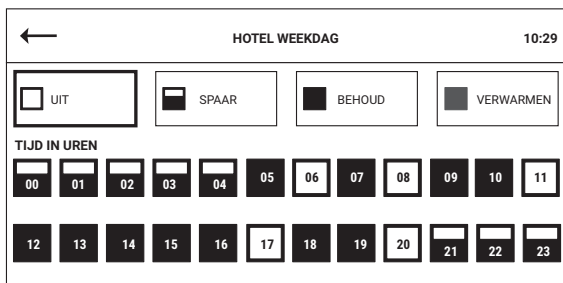 HOTEL WEEKDAG 10:29
UIT SPAAR BEHOUD VERWARMEN
TIJD IN UREN
00 01 02 03 04 05 06 07 08 09 10 11
12 13 14 15 16 17 18 19 20 21 22 23